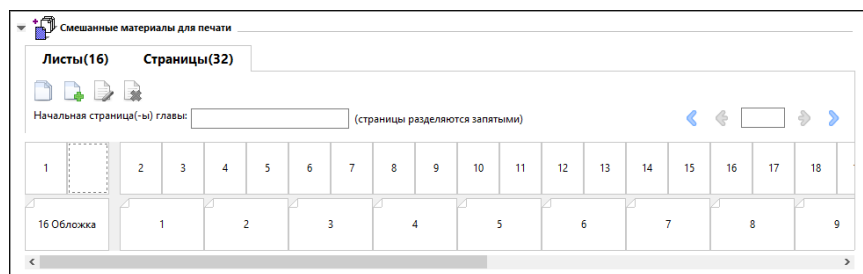 Смешанные материалы для печати
Листы(16) Страницы(32)
Начальная страница(-ы) главы: (страницы разделяются запятыми)
1 2 3 4 5 6 7 8 9 10 11 12 13 14 15 16 17 18
16 Обложка 1 2 3 4 5 6 7 8 9